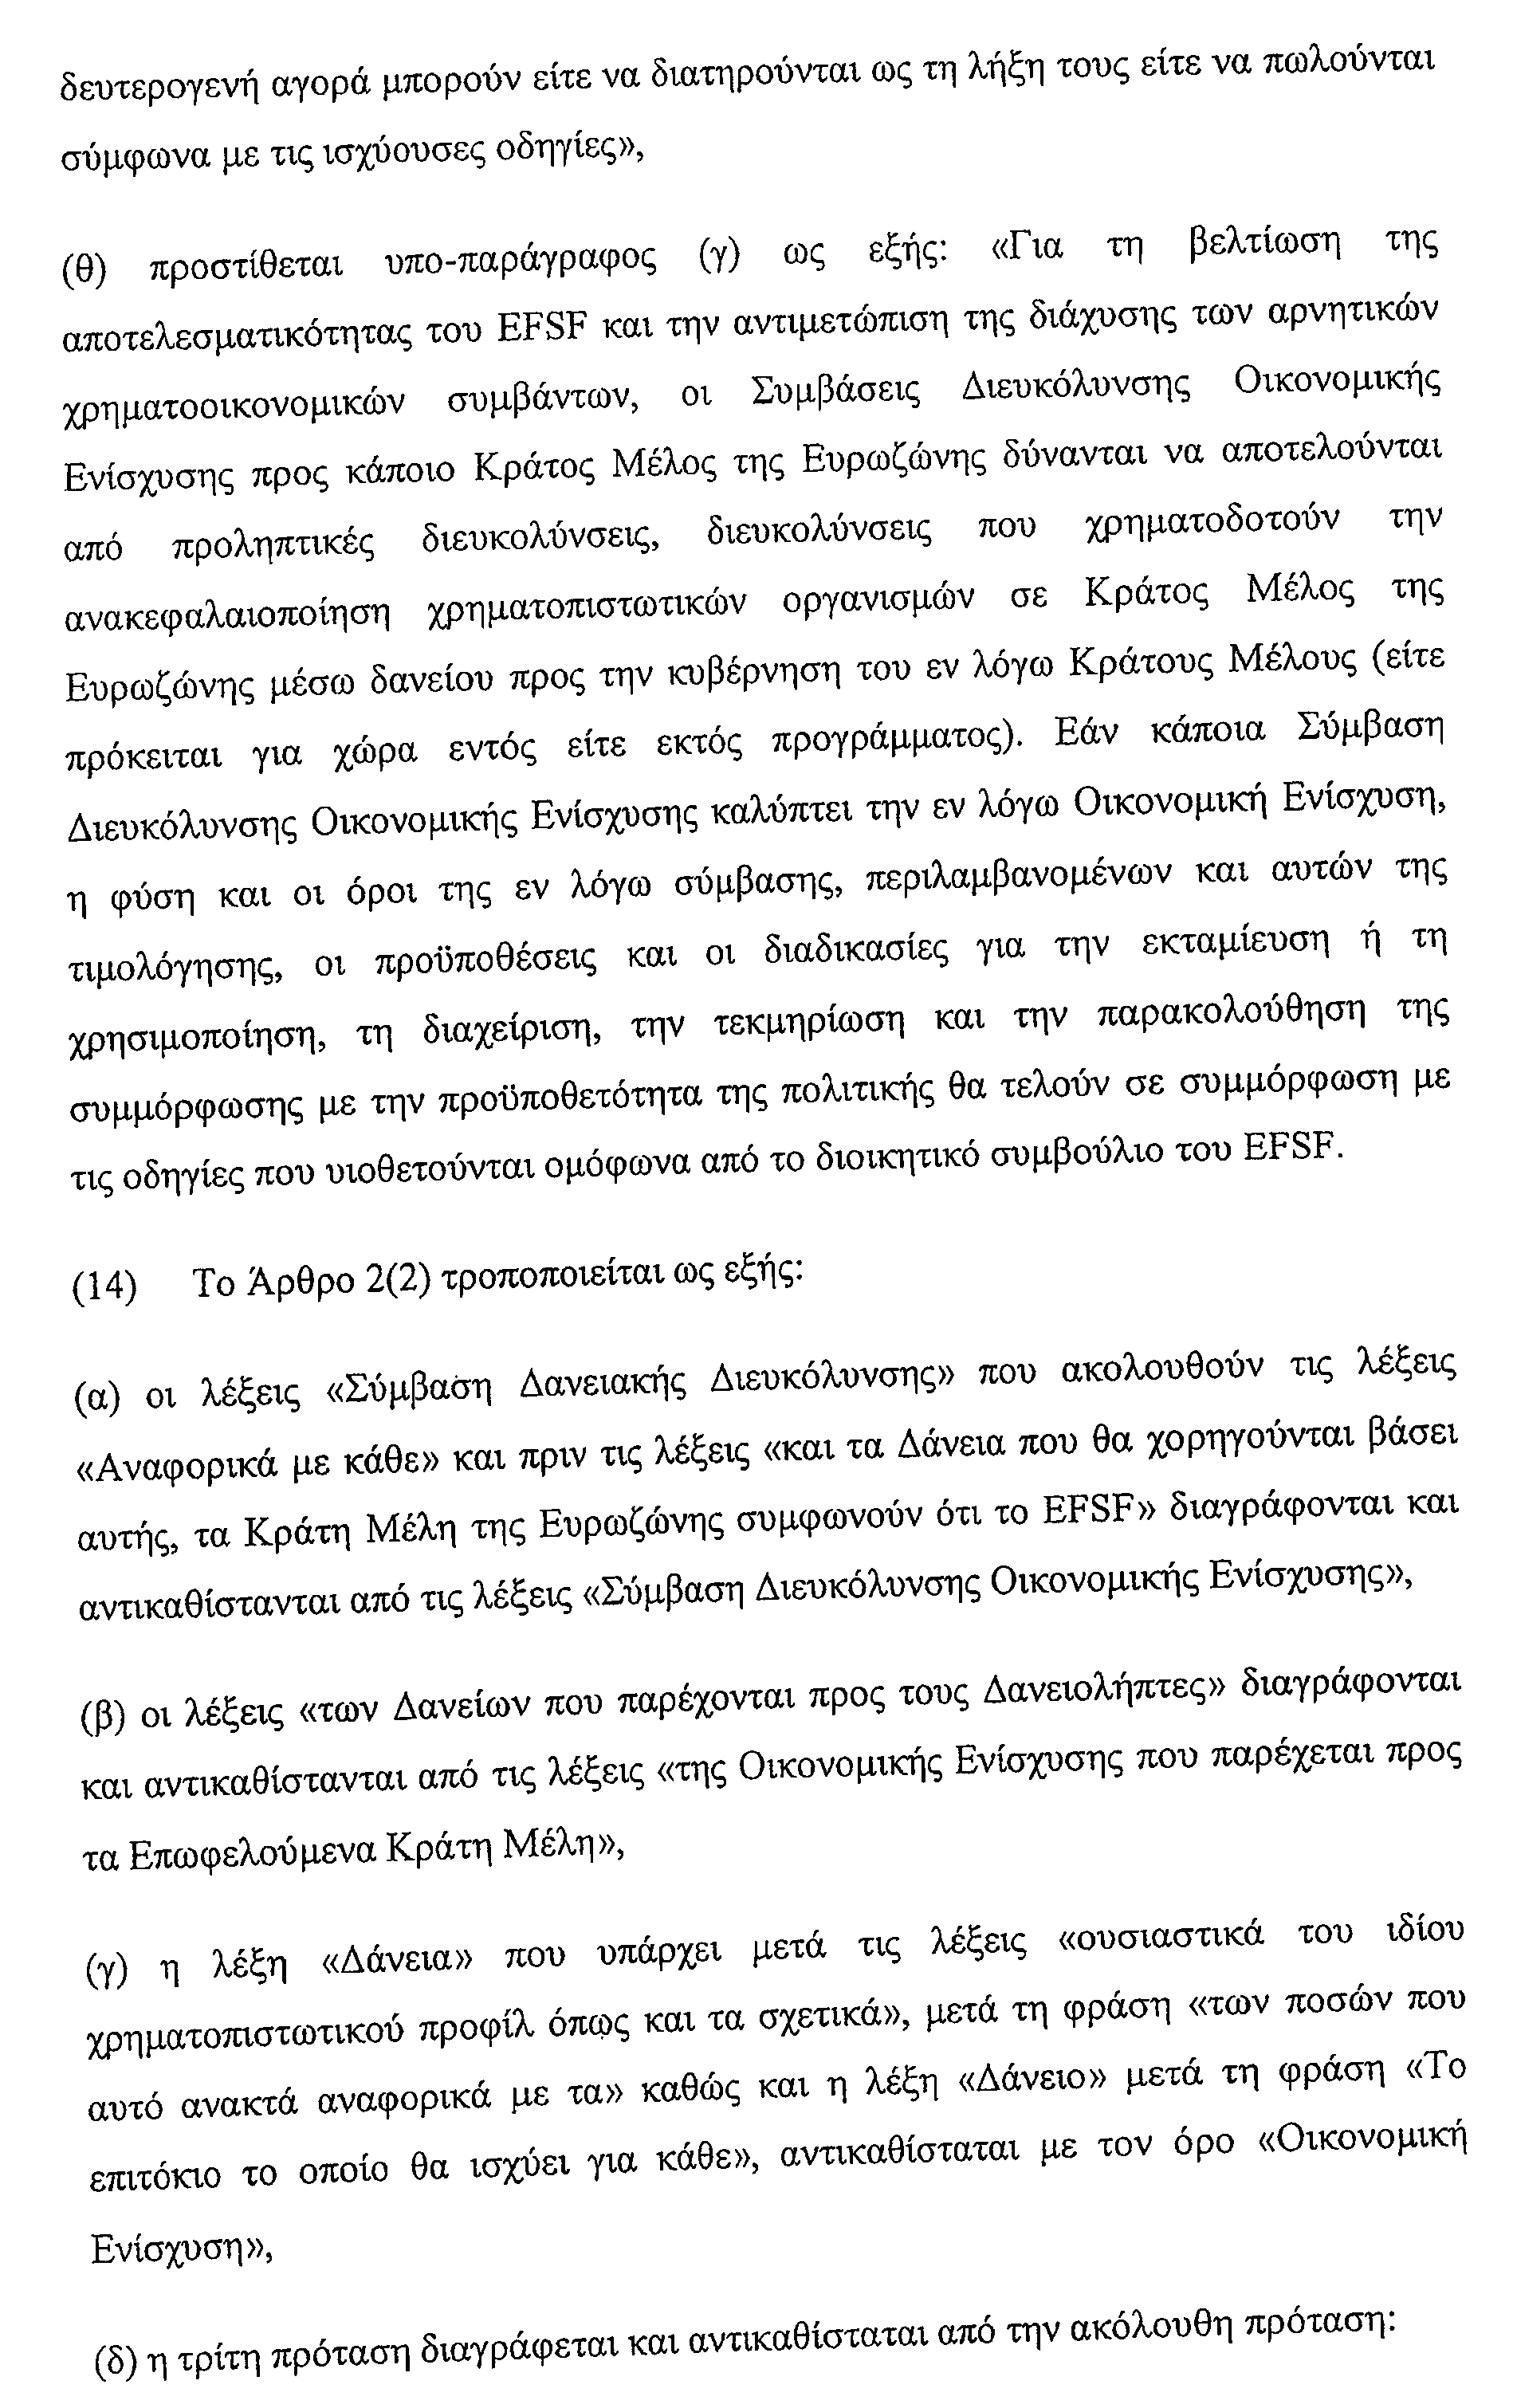 δευτερογενή αγορά μπορούν είτε να διατηρούνται ως τη λήξη τους είτε να πωλούνται
σύμφωνα με τις ισχύουσες οδηγίες»,
(θ) προστίθεται υπο-παράγραφος (γ) ως εξής: «Για τη βελτίωση της
αποτελεσματικότητας του EFSF και την αντιμετώπιση της διάχυσης των αρνητικών
χρηματοοικονομικών συμβάντων, οι Συμβάσεις Διευκόλυνσης Οικονομικής
Ενίσχυσης προς κάποιο Κράτος Μέλος της Ευρωζώνης δύνανται να αποτελούνται
από προληπτικές διευκολύνσεις, διευκολύνσεις που χρηματοδοτούν την
ανακεφαλαιοποίηση χρηματοπιστωτικών οργανισμών σε Κράτος Μέλος της
Ευρωζώνης μέσω δανείου προς την κυβέρνηση του εν λόγω Κράτους Μέλους (είτε
πρόκειται για χώρα εντός είτε εκτός προγράμματος). Εάν κάποια Σύμβαση
Διευκόλυνσης Οικονομικής Ενίσχυσης καλύπτει την εν λόγω Οικονομική Ενίσχυση,
η φύση και οι όροι της εν λόγω σύμβασης, περιλαμβανομένων και αυτών της
τιμολόγησης, οι προϋποθέσεις και οι διαδικασίες για την εκταμίευση ή τη
χρησιμοποίηση, τη διαχείριση, την τεκμηρίωση και την παρακολούθηση της
συμμόρφωσης με την προϋποθετότητα της πολιτικής θα τελούν σε συμμόρφωση με
τις οδηγίες που υιοθετούνται ομόφωνα από το διοικητικό συμβούλιο του EFSF.
(14) Το Άρθρο 2(2) τροποποιείται ως εξής:
(α) οι λέξεις «Σύμβαση Δανειακής Διευκόλυνσης» που ακολουθούν τις λέξεις
«Αναφορικά με κάθε» και πριν τις λέξεις «και τα Δάνεια που θα χορηγούνται βάσει
αυτής, τα Κράτη Μέλη της Ευρωζώνης συμφωνούν ότι το EFSF» διαγράφονται και
αντικαθίστανται από τις λέξεις «Σύμβαση Διευκόλυνσης Οικονομικής Ενίσχυσης»,
(β) οι λέξεις «των Δανείων που παρέχονται προς τους Δανειολήπτες» διαγράφονται
και αντικαθίστανται από τις λέξεις «της Οικονομικής Ενίσχυσης που παρέχεται προς
τα Επωφελούμενα Κράτη Μέλη»,
(γ) η λέξη «Δάνεια» που υπάρχει μετά τις λέξεις «ουσιαστικά του ιδίου
χρηματοπιστωτικού προφίλ όπως και τα σχετικά», μετά τη φράση «των ποσών που
αυτό ανακτά αναφορικά με τα» καθώς και η λέξη «Δάνειο» μετά τη φράση «Το
επιτόκιο το οποίο θα ισχύει για κάθε», αντικαθίσταται με τον όρο «Οικονομική
Ενίσχυση»,
(δ) η τρίτη πρόταση διαγράφεται και αντικαθίσταται από την ακόλουθη πρόταση: